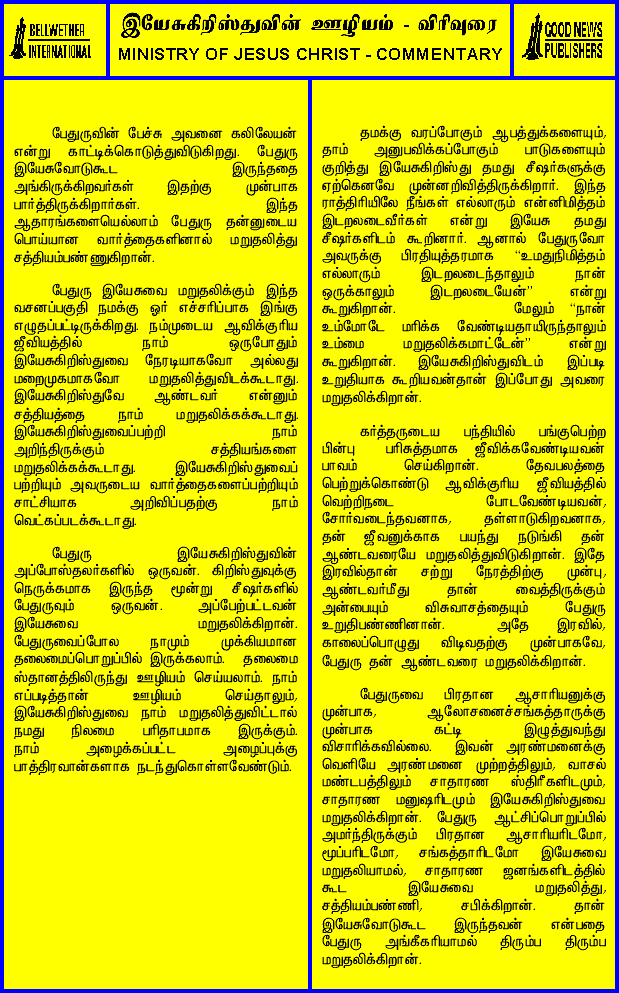 BELLWETHER
INTERNATIONAL
இயேசுகிறிஸ்துவின் ஊழியம் - விரிவுரை
MINISTRY OF JESUS CHRIST - COMMENTARY
GOOD NEWS
PUBLISHERS
பேதுருவின் பேச்சு அவனை கலிலேயன்
என்று காட்டிக்கொடுத்துவிடுகிறது. பேதுரு
இயேசுவோடுகூட இருந்ததை
அங்கிருக்கிறவர்கள் இதற்கு முன்பாக
பார்த்திருக்கிறார்கள். இந்த
ஆதாரங்களையெல்லாம் பேதுரு தன்னுடைய
பொய்யான வார்த்தைகளினால் மறுதலித்து
சத்தியம்பண்ணுகிறான்.
பேதுரு இயேசுவை மறுதலிக்கும் இந்த
வசனப்பகுதி நமக்கு ஓர் எச்சரிப்பாக இங்கு
எழுதப்பட்டிருக்கிறது. நம்முடைய ஆவிக்குரிய
ஜீவியத்தில் நாம் ஒருபோதும்
இயேசுகிறிஸ்துவை நேரடியாகவோ அல்லது
மறைமுகமாகவோ மறுதலித்துவிடக்கூடாது.
இயேசுகிறிஸ்துவே ஆண்டவர் என்னும்
சத்தியத்தை நாம் மறுதலிக்கக்கூடாது.
இயேசுகிறிஸ்துவைப்பற்றி நாம்
அறிந்திருக்கும் சத்தியங்களை
மறுதலிக்கக்கூடாது. இயேசுகிறிஸ்துவைப்
பற்றியும் அவருடைய வார்த்தைகளைப்பற்றியும்
சாட்சியாக அறிவிப்பதற்கு நாம்
வெட்கப்படக்கூடாது.
பேதுரு இயேசுகிறிஸ்துவின்
அப்போஸ்தலர்களில் ஒருவன். கிறிஸ்துவுக்கு
நெருக்கமாக இருந்த மூன்று சீஷர்களில்
பேதுருவும் ஒருவன். அப்பேற்பட்டவன்
இயேசுவை மறுதலிக்கிறான்.
பேதுருவைப்போல நாமும் முக்கியமான
தலைமைப்பொறுப்பில் இருக்கலாம். தலைமை
ஸ்தானத்திலிருந்து ஊழியம் செய்யலாம். நாம்
எப்படித்தான் ஊழியம் செய்தாலும்,
இயேசுகிறிஸ்துவை நாம் மறுதலித்துவிட்டால்
நமது நிலமை பரிதாபமாக இருக்கும்.
நாம் அழைக்கப்பட்ட அழைப்புக்கு
பாத்திரவான்களாக நடந்துகொள்ளவேண்டும்.
தமக்கு வரப்போகும் ஆபத்துக்களையும்,
தாம் அனுபவிக்கப்போகும் பாடுகளையும்
குறித்து இயேசுகிறிஸ்து தமது சீஷர்களுக்கு
ஏற்கெனவே முன்னறிவித்திருக்கிறார். இந்த
ராத்திரியிலே நீங்கள் எல்லாரும் என்னிமித்தம்
இடறலடைவீர்கள் என்று இயேசு தமது
சீஷர்களிடம் கூறினார். ஆனால் பேதுருவோ
அவருக்கு பிரதியுத்தரமாக “உமதுநிமித்தம்
எல்லாரும் இடறலடைந்தாலும் நான்
ஒருக்காலும் இடறலடையேன்” என்று
கூறுகிறான். மேலும் “நான்
உம்மோடே மரிக்க வேண்டியதாயிருந்தாலும்
உம்மை மறுதலிக்கமாட்டேன்” என்று
கூறுகிறான். இயேசுகிறிஸ்துவிடம் இப்படி
உறுதியாக கூறியவன்தான் இப்போது அவரை
மறுதலிக்கிறான்.
கர்த்தருடைய பந்தியில் பங்குபெற்ற
பின்பு பரிசுத்தமாக ஜீவிக்கவேண்டியவன்
பாவம் செய்கிறான். தேவபலத்தை
பெற்றுக்கொண்டு ஆவிக்குரிய ஜீவியத்தில்
வெற்றிநடை போடவேண்டியவன்,
சோர்வடைந்தவனாக, தள்ளாடுகிறவனாக,
தன் ஜீவனுக்காக பயந்து நடுங்கி தன்
ஆண்டவரையே மறுதலித்துவிடுகிறான். இதே
இரவில்தான் சற்று நேரத்திற்கு முன்பு,
ஆண்டவர்மீது தான் வைத்திருக்கும்
அன்பையும் விசுவாசத்தையும் பேதுரு
உறுதிபண்ணினான். அதே இரவில்,
காலைப்பொழுது விடிவதற்கு முன்பாகவே,
பேதுரு தன் ஆண்டவரை மறுதலிக்கிறான்.
பேதுருவை பிரதான ஆசாரியனுக்கு
முன்பாக, ஆலோசனைச்சங்கத்தாருக்கு
முன்பாக கட்டி இழுத்துவந்து
விசாரிக்கவில்லை. இவன் அரண்மனைக்கு
வெளியே அரண்மனை முற்றத்திலும், வாசல்
மண்டபத்திலும் சாதாரண ஸ்திரீகளிடமும்,
சாதாரண மனுஷரிடமும் இயேசுகிறிஸ்துவை
மறுதலிக்கிறான். பேதுரு ஆட்சிப்பொறுப்பில்
அமர்ந்திருக்கும் பிரதான ஆசாரியரிடமோ,
மூப்பரிடமோ, சங்கத்தாரிடமோ இயேசுவை
மறுதலியாமல், சாதாரண ஜனங்களிடத்தில்
கூட இயேசுவை மறுதலித்து,
சத்தியம்பண்ணி, சபிக்கிறான். தான்
இயேசுவோடுகூட இருந்தவன் என்பதை
பேதுரு அங்கீகரியாமல் திரும்ப திரும்ப
மறுதலிக்கிறான்.